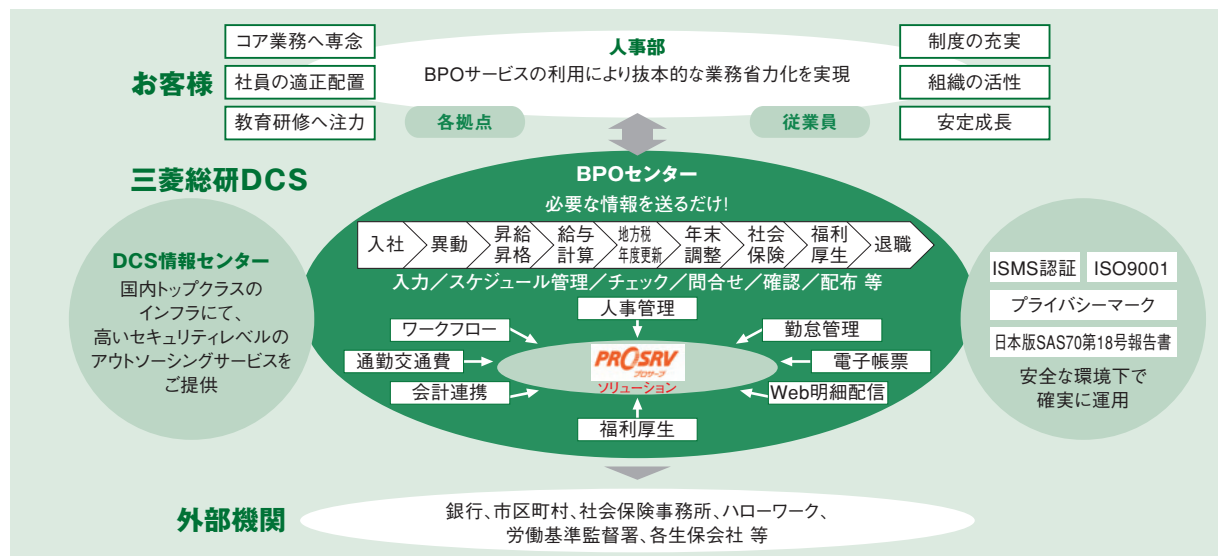 お客様
コア業務へ専念
社員の適正配置
教育研修へ注力
人事部
BPOサービスの利用により抜本的な業務省力化を実現
各拠点
従業員
制度の充実
組織の活性
安定成長
三菱総研DCS
DCS情報センター
国内トップクラスの
インフラにて、
高いセキュリティレベルの
アウトソーシングサービスを
ご提供
BPOセンター
必要な情報を送るだけ!
入社
異動
昇給
昇格
給与
計算
地方税
年度更新
年末
調整
社会
保険
福利
厚生
退職
入力／スケジュール管理／チェック／問合せ／確認／配布 等
人事管理
ワークフロー
勤怠管理
通勤交通費
電子帳票
会計連携
Web明細配信
福利厚生
PROSRV
プロサーブ
ソリューション
ISMS認証
ISO9001
プライバシーマーク
日本版SAS70第18号報告書
安全な環境下で
確実に運用
外部機関
銀行、市区町村、社会保険事務所、ハローワーク、
労働基準監督署、各生保会社 等